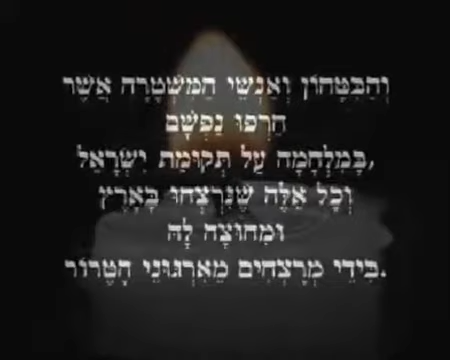 וְהַבִּטָּחוֹן וְאַנְשֵׁי הַמִּשְׁטָרָה אֲשֶׁר
חֵרְפוּ נַפְשָׁם
בַּמִּלְחָמָה עַל תְּקוּמַת יִשְׂרָאֵל,
וְכָל אֵלֶּה שֶׁנִּרְצְחוּ בָּאָרֶץ
וּמִחוּצָה לָהּ
בִּידֵי מְרַצְּחִים מֵאִרְגּוּנֵי הַטֵּרוֹר.